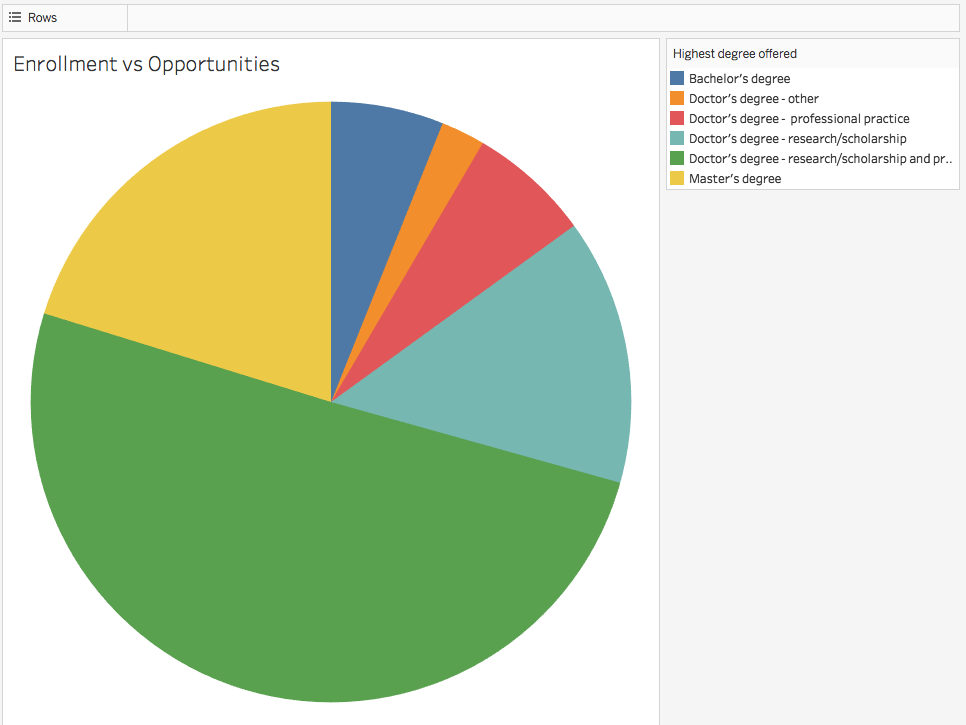 Rows
Enrollment vs Opportunities
Highest degree offered
Bachelor's degree
Doctor's degree - other
Doctor's degree -  professional practice
Doctor's degree - research/scholarship
Doctor's degree - research/scholarship and pr..
Master's degree